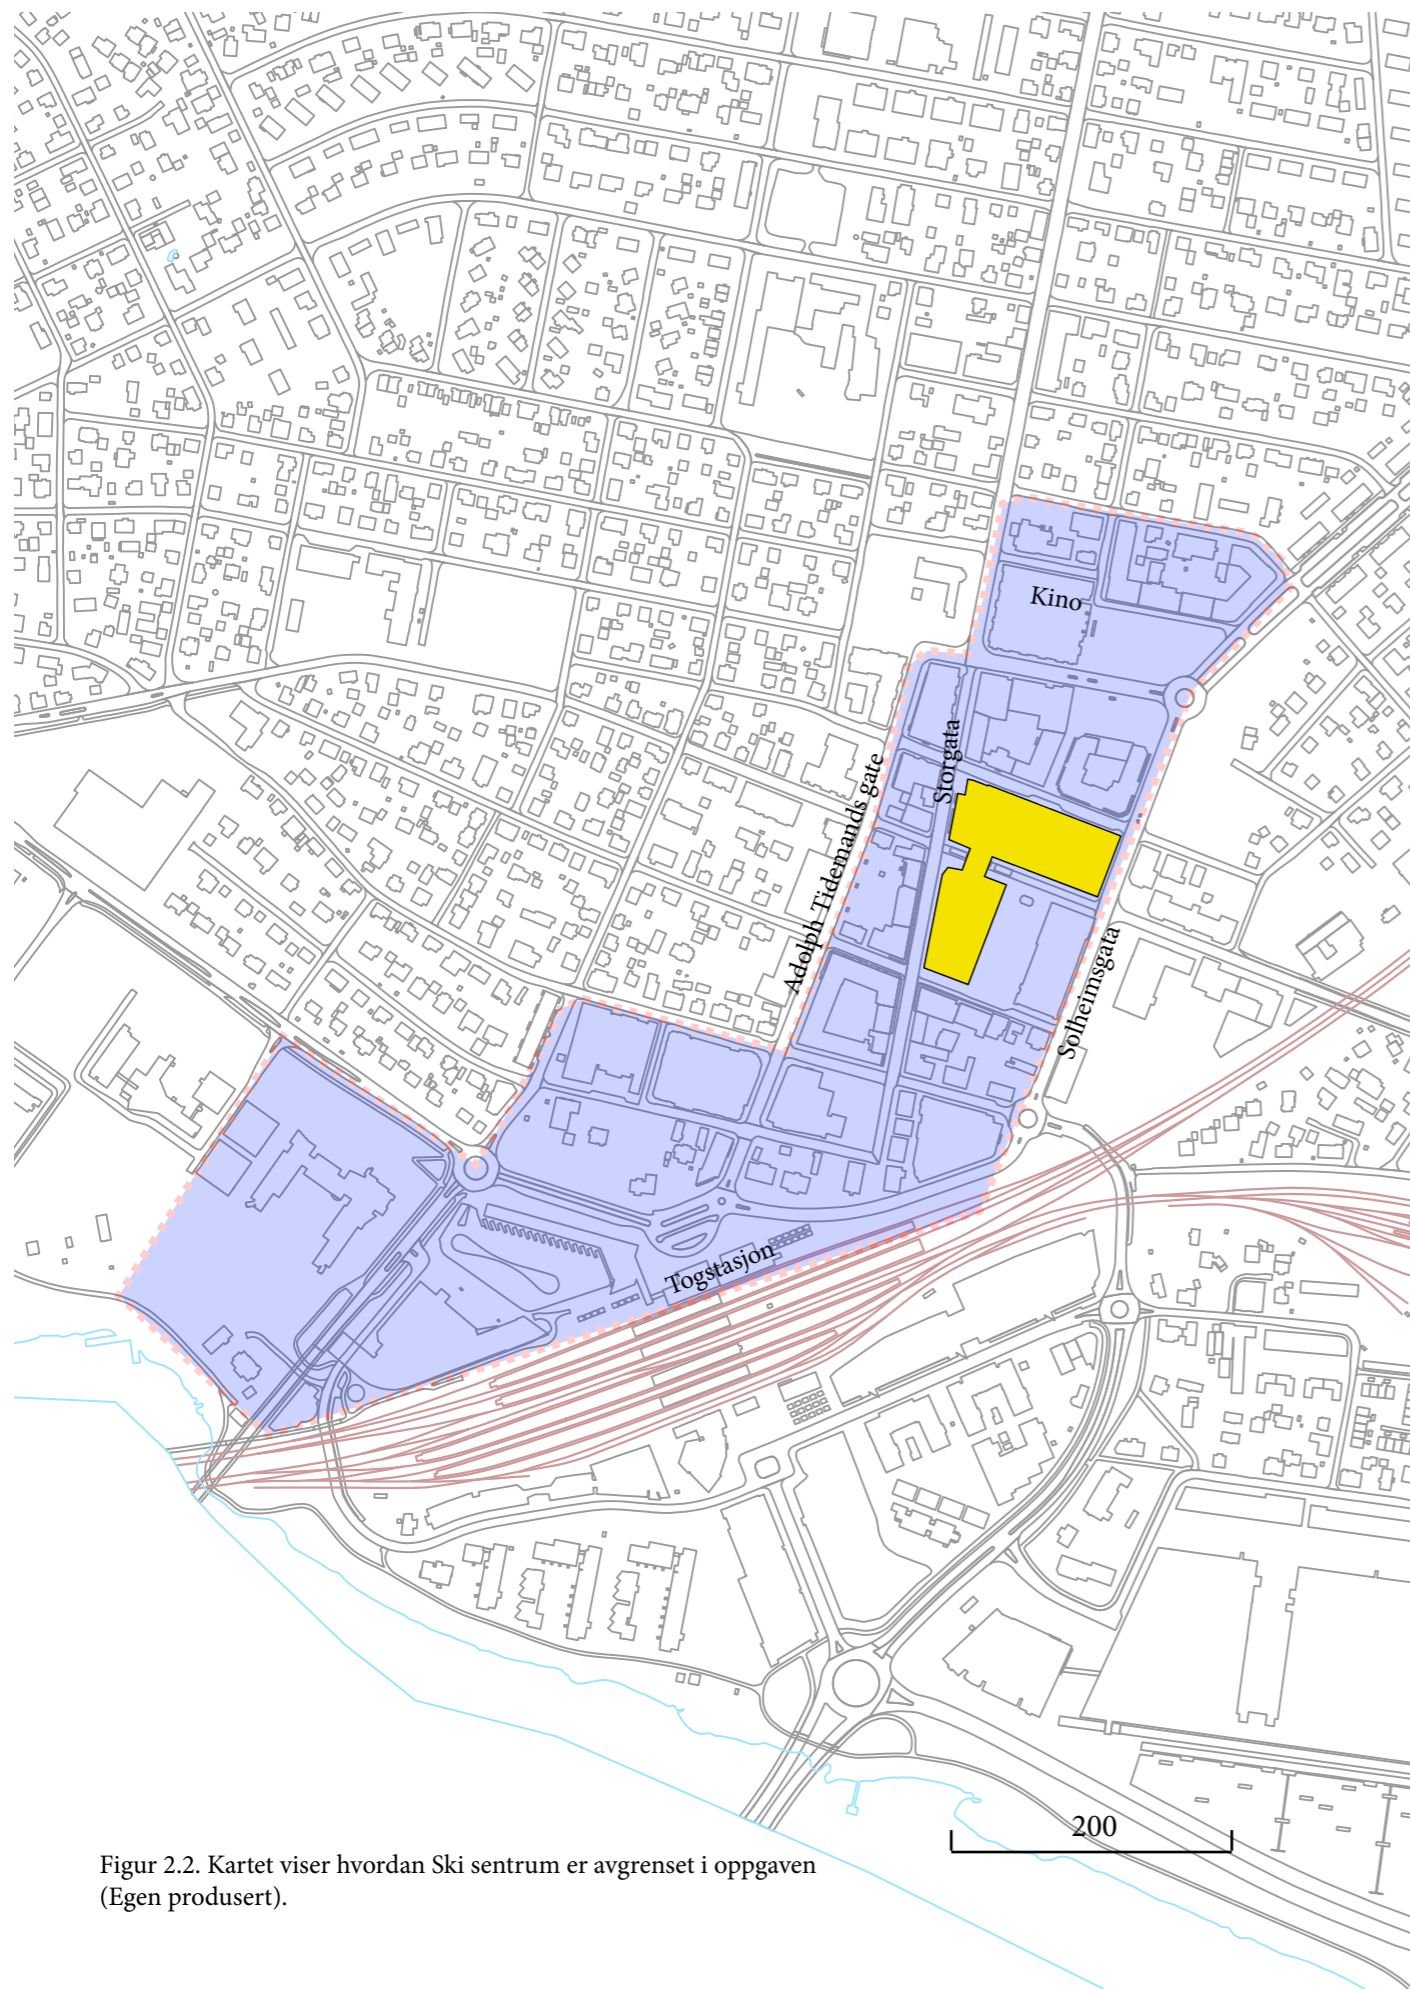 Kino
Storgata
Adolph Tidemands gate
Solheimsgata
Togstasjon
200
Figur 2.2. Kartet viser hvordan Ski sentrum er avgrenset i oppgaven
(Egen produsert).